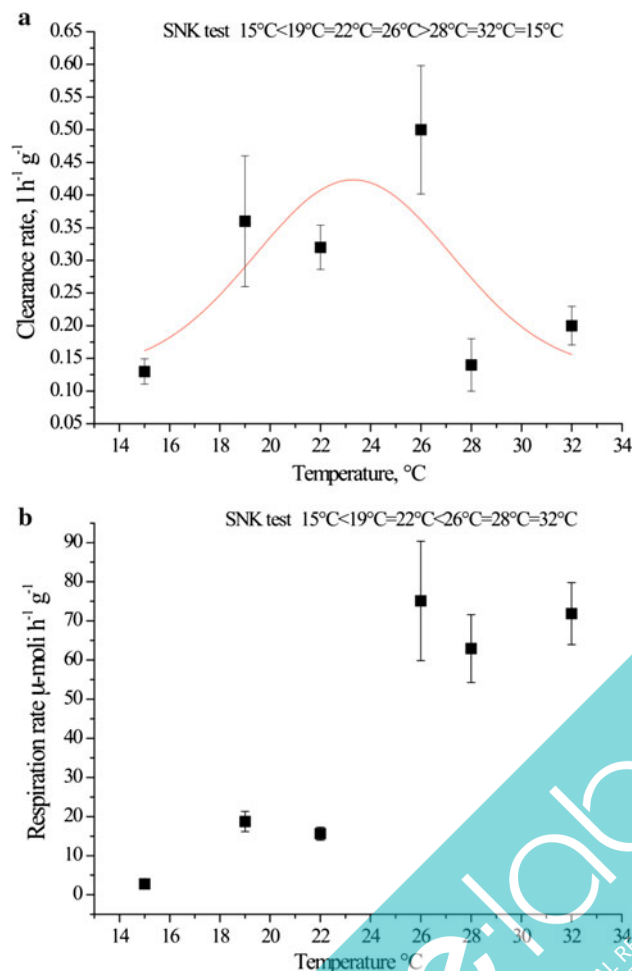 a
SNK test 15°C<19°C=22°C=26°C>28°C=32°C=15°C
0.65
0.60
0.55
0.50
0.45
0.40
0.35
0.30
0.25
0.20
0.15
0.10
0.05
Clearance rate, l h⁻¹ g⁻¹
14 16 18 20 22 24 26 28 30 32 34
Temperature, °C
b
SNK test 15°C<19°C=22°C<26°C=28°C=32°C
90
80
70
60
50
40
30
20
10
0
Respiration rate μ-moli h⁻¹ g⁻¹
14 16 18 20 22 24 26 28 30 32 34
Temperature °C
e:lab